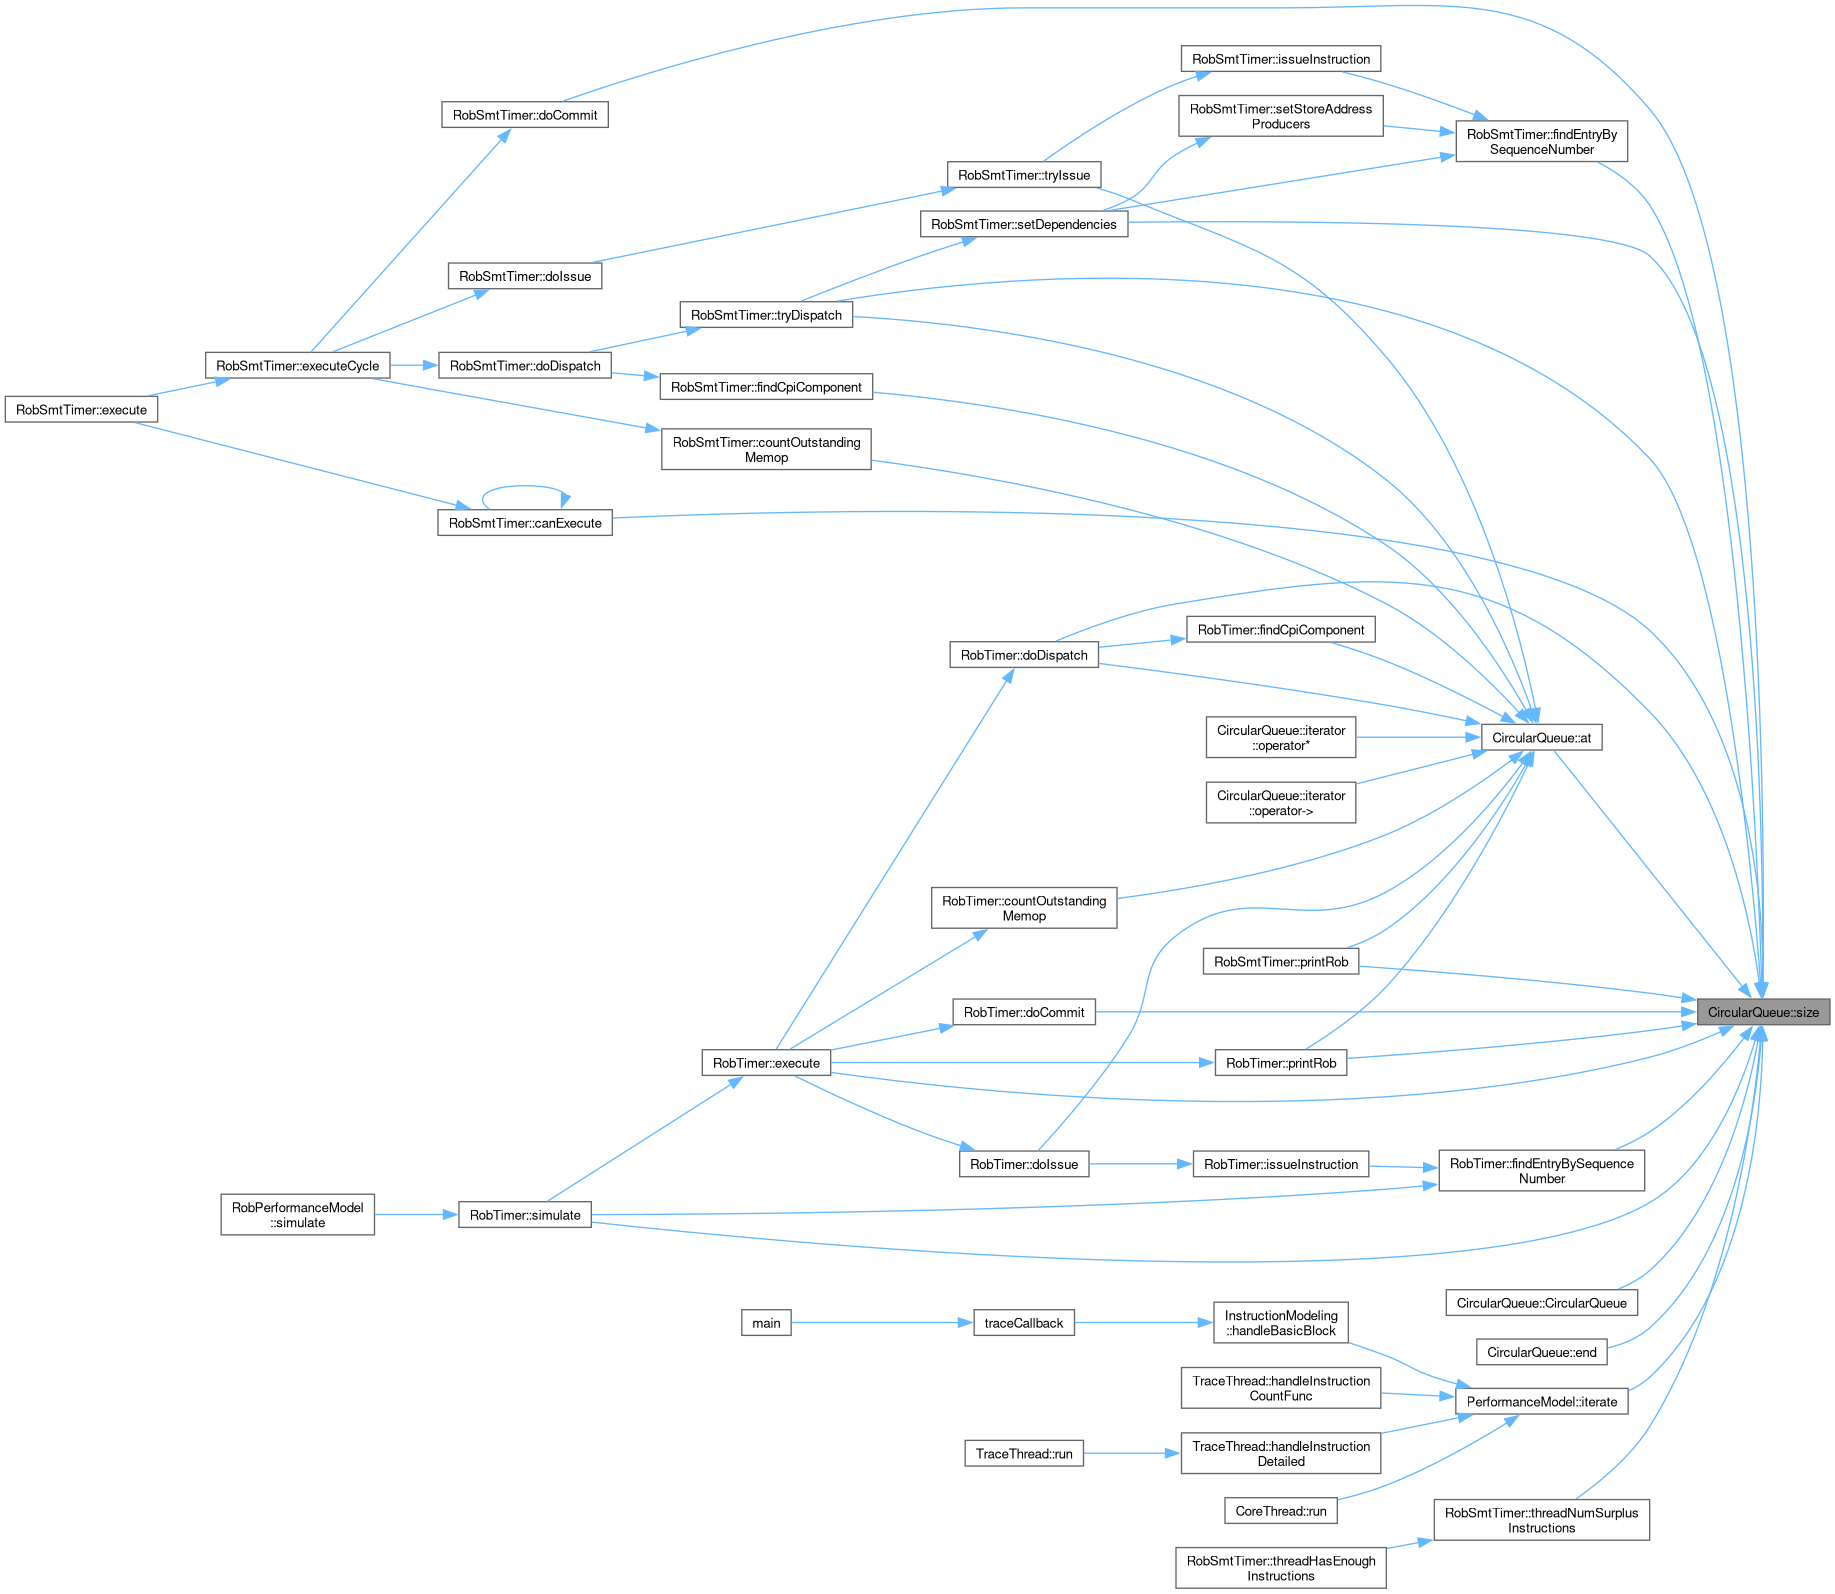 RobSmtTimer::issueInstruction
RobSmtTimer::doCommit
RobSmtTimer::setStoreAddress
Producers
RobSmtTimer::findEntryBy
SequenceNumber
RobSmtTimer::tryIssue
RobSmtTimer::setDependencies
RobSmtTimer::doIssue
RobSmtTimer::tryDispatch
RobSmtTimer::executeCycle
RobSmtTimer::doDispatch
RobSmtTimer::findCpiComponent
RobSmtTimer::execute
RobSmtTimer::countOutstanding
Memop
RobSmtTimer::canExecute
RobTimer::findCpiComponent
RobTimer::doDispatch
CircularQueue::iterator
::operator*
CircularQueue::at
CircularQueue::iterator
::operator->
RobTimer::countOutstanding
Memop
RobSmtTimer::printRob
RobTimer::doCommit
CircularQueue::size
RobTimer::execute
RobTimer::printRob
RobTimer::doIssue
RobTimer::issueInstruction
RobTimer::findEntryBySequence
Number
RobPerformanceModel
::simulate
RobTimer::simulate
CircularQueue::CircularQueue
main
traceCallback
InstructionModeling
::handleBasicBlock
CircularQueue::end
TraceThread::handleInstruction
CountFunc
PerformanceModel::iterate
TraceThread::run
TraceThread::handleInstruction
Detailed
CoreThread::run
RobSmtTimer::threadNumSurplus
Instructions
RobSmtTimer::threadHasEnough
Instructions